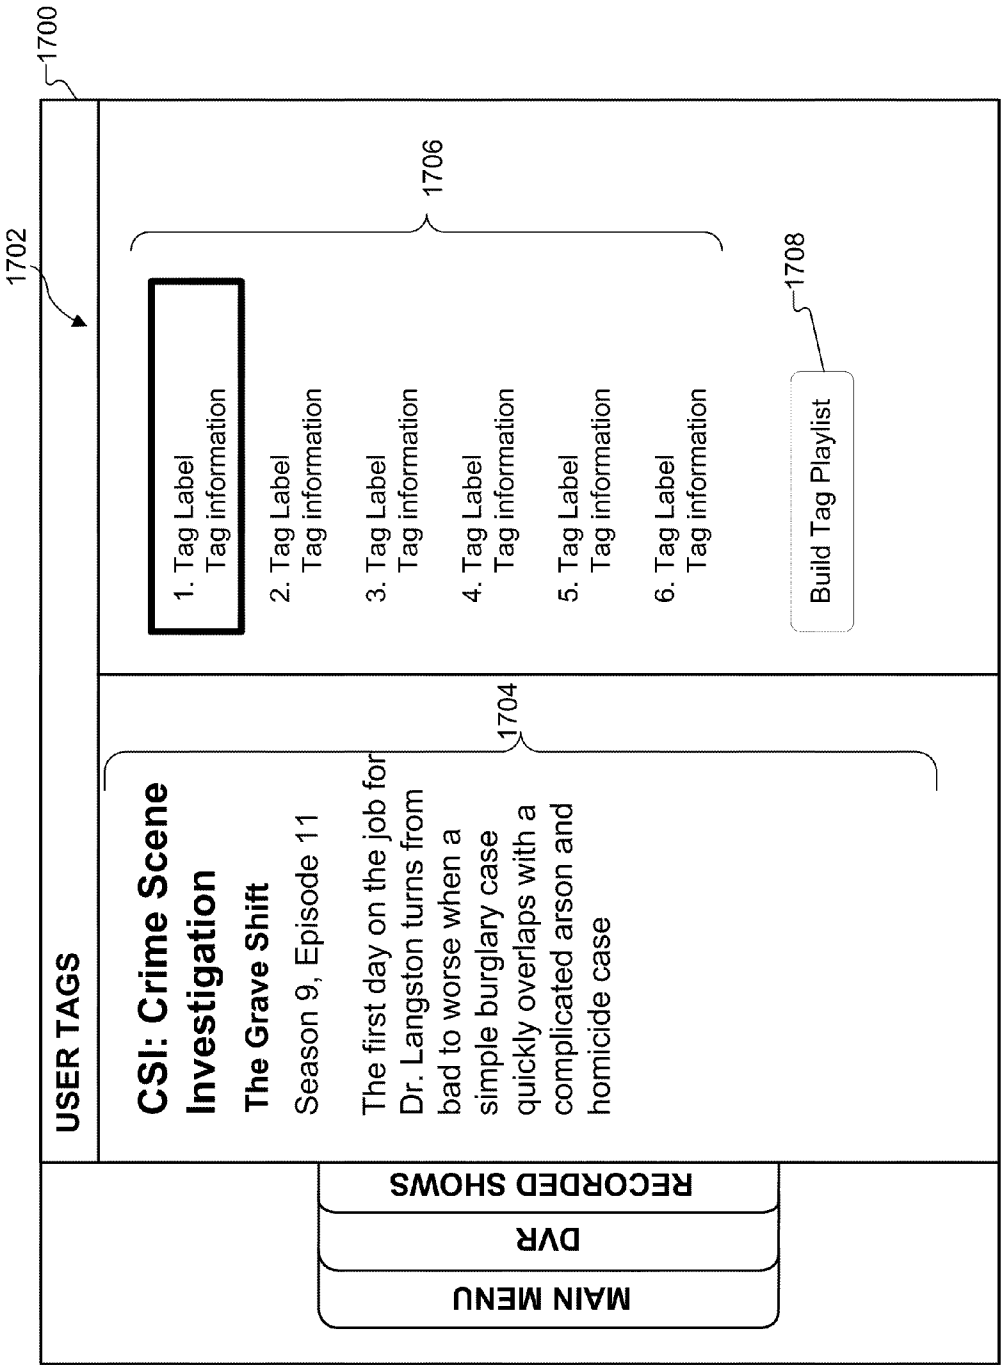 1700
1702
USER TAGS
MAIN MENU
DVR
RECORDED SHOWS
CSI: Crime Scene
Investigation
The Grave Shift
Season 9, Episode 11
The first day on the job for
Dr. Langston turns from
bad to worse when a
simple burglary case
quickly overlaps with a
complicated arson and
homicide case
1704
1. Tag Label
Tag information
2. Tag Label
Tag information
3. Tag Label
Tag information
4. Tag Label
Tag information
5. Tag Label
Tag information
6. Tag Label
Tag information
1706
Build Tag Playlist
1708